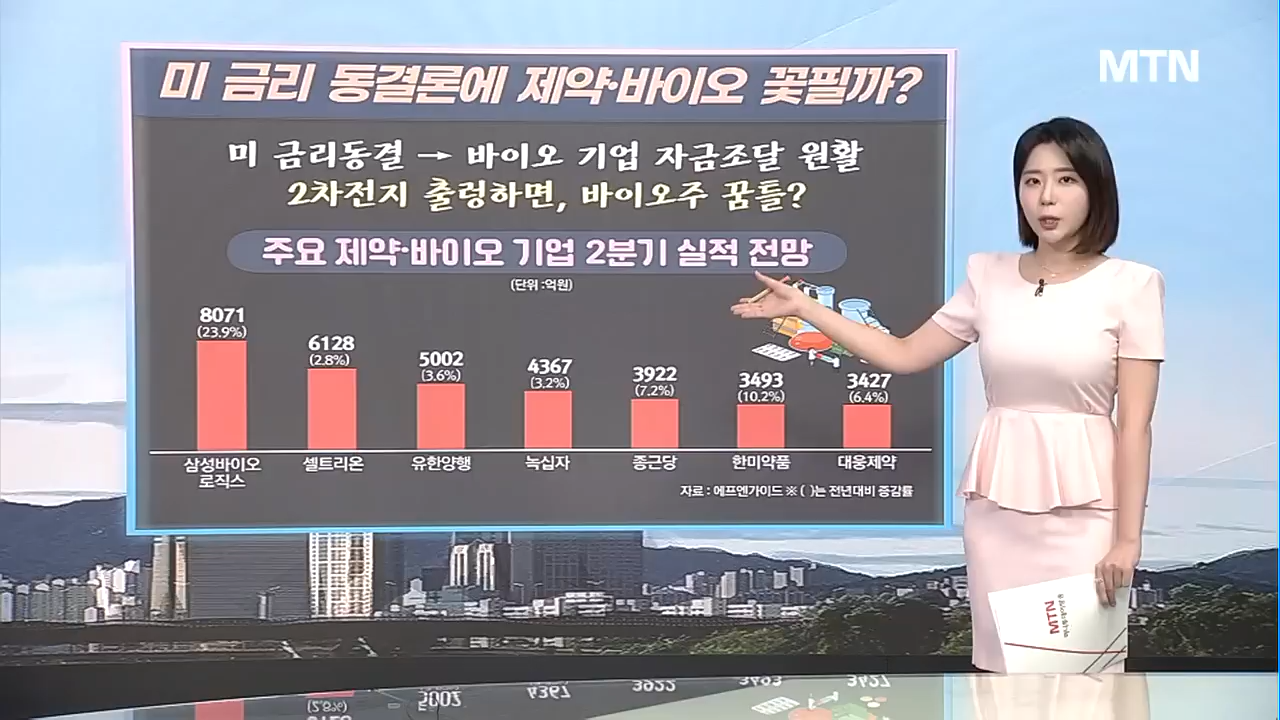 미 금리 동결론에 제약·바이오 꽃필까?
MTN
미 금리동결 → 바이오 기업 자금조달 원활
2차전지 출렁하면, 바이오주 꿈틀?
주요 제약·바이오 기업 2분기 실적 전망
(단위 :억원)
8071 6128 5002 4367 3922 3493 3427
(23.9%) (2.8%) (3.6%) (3.2%) (7.2%) (10.2%) (6.4%)
삼성바이오 셀트리온 유한양행 녹십자 종근당 한미약품 대웅제약
로직스
자료 : 에프엔가이드 ※ ( )는 전년대비 증감률
MTN